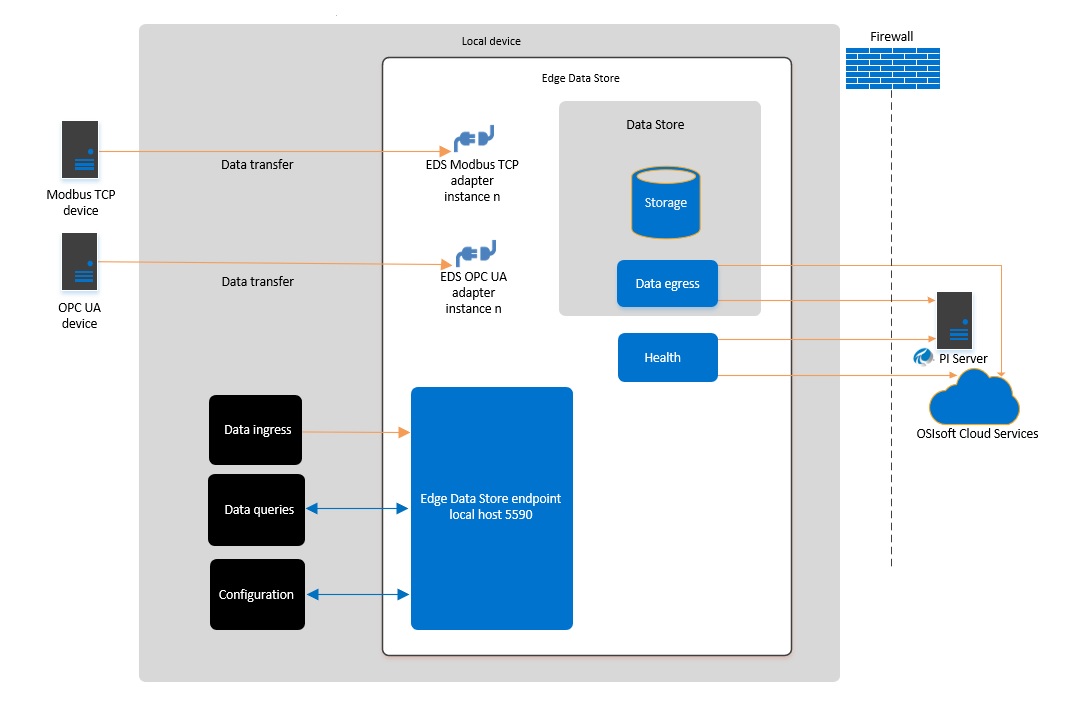 Local device
Firewall
Edge Data Store
Data Store
Data transfer
EDS Modbus TCP
adapter
instance n
Modbus TCP
device
Storage
Data transfer
EDS OPC UA
adapter
instance n
OPC UA
device
Data egress
Health
PI Server
OSIsoft Cloud Services
Data ingress
Data queries
Edge Data Store endpoint
local host 5590
Configuration